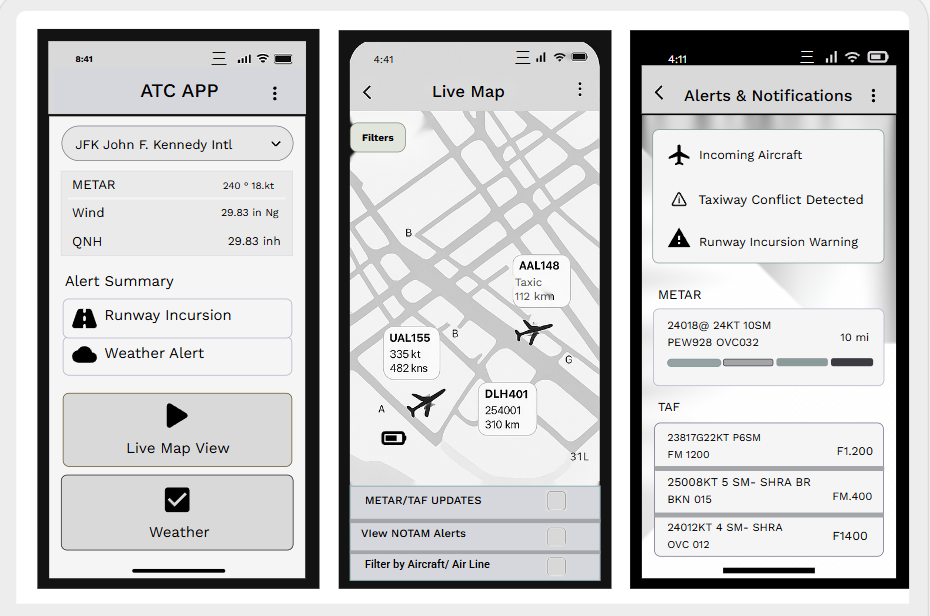 8:41
ATC APP
JFK John F. Kennedy Intl
METAR 240 ° 18.kt
Wind 29.83 in Ng
QNH 29.83 inh
Alert Summary
Runway Incursion
Weather Alert
Live Map View
Weather
4:41
Live Map
Filters
B
AAL148
Taxic
112 km
UAL155
335 kt
482 kns
B
G
DLH401
254001
310 km
A
31L
METAR/TAF UPDATES
VIew NOTAM Alerts
Filter by Aircraft/ Air Line
4:11
Alerts & Notifications
Incoming Aircraft
Taxiway Conflict Detected
Runway Incursion Warning
METAR
24018@ 24KT 10SM
PEW928 OVC032
10 mi
TAF
23817G22KT P6SM
FM 1200
F1.200
25008KT 5 SM- SHRA BR
BKN 015
FM.400
24012KT 4 SM- SHRA
OVC 012
F1400